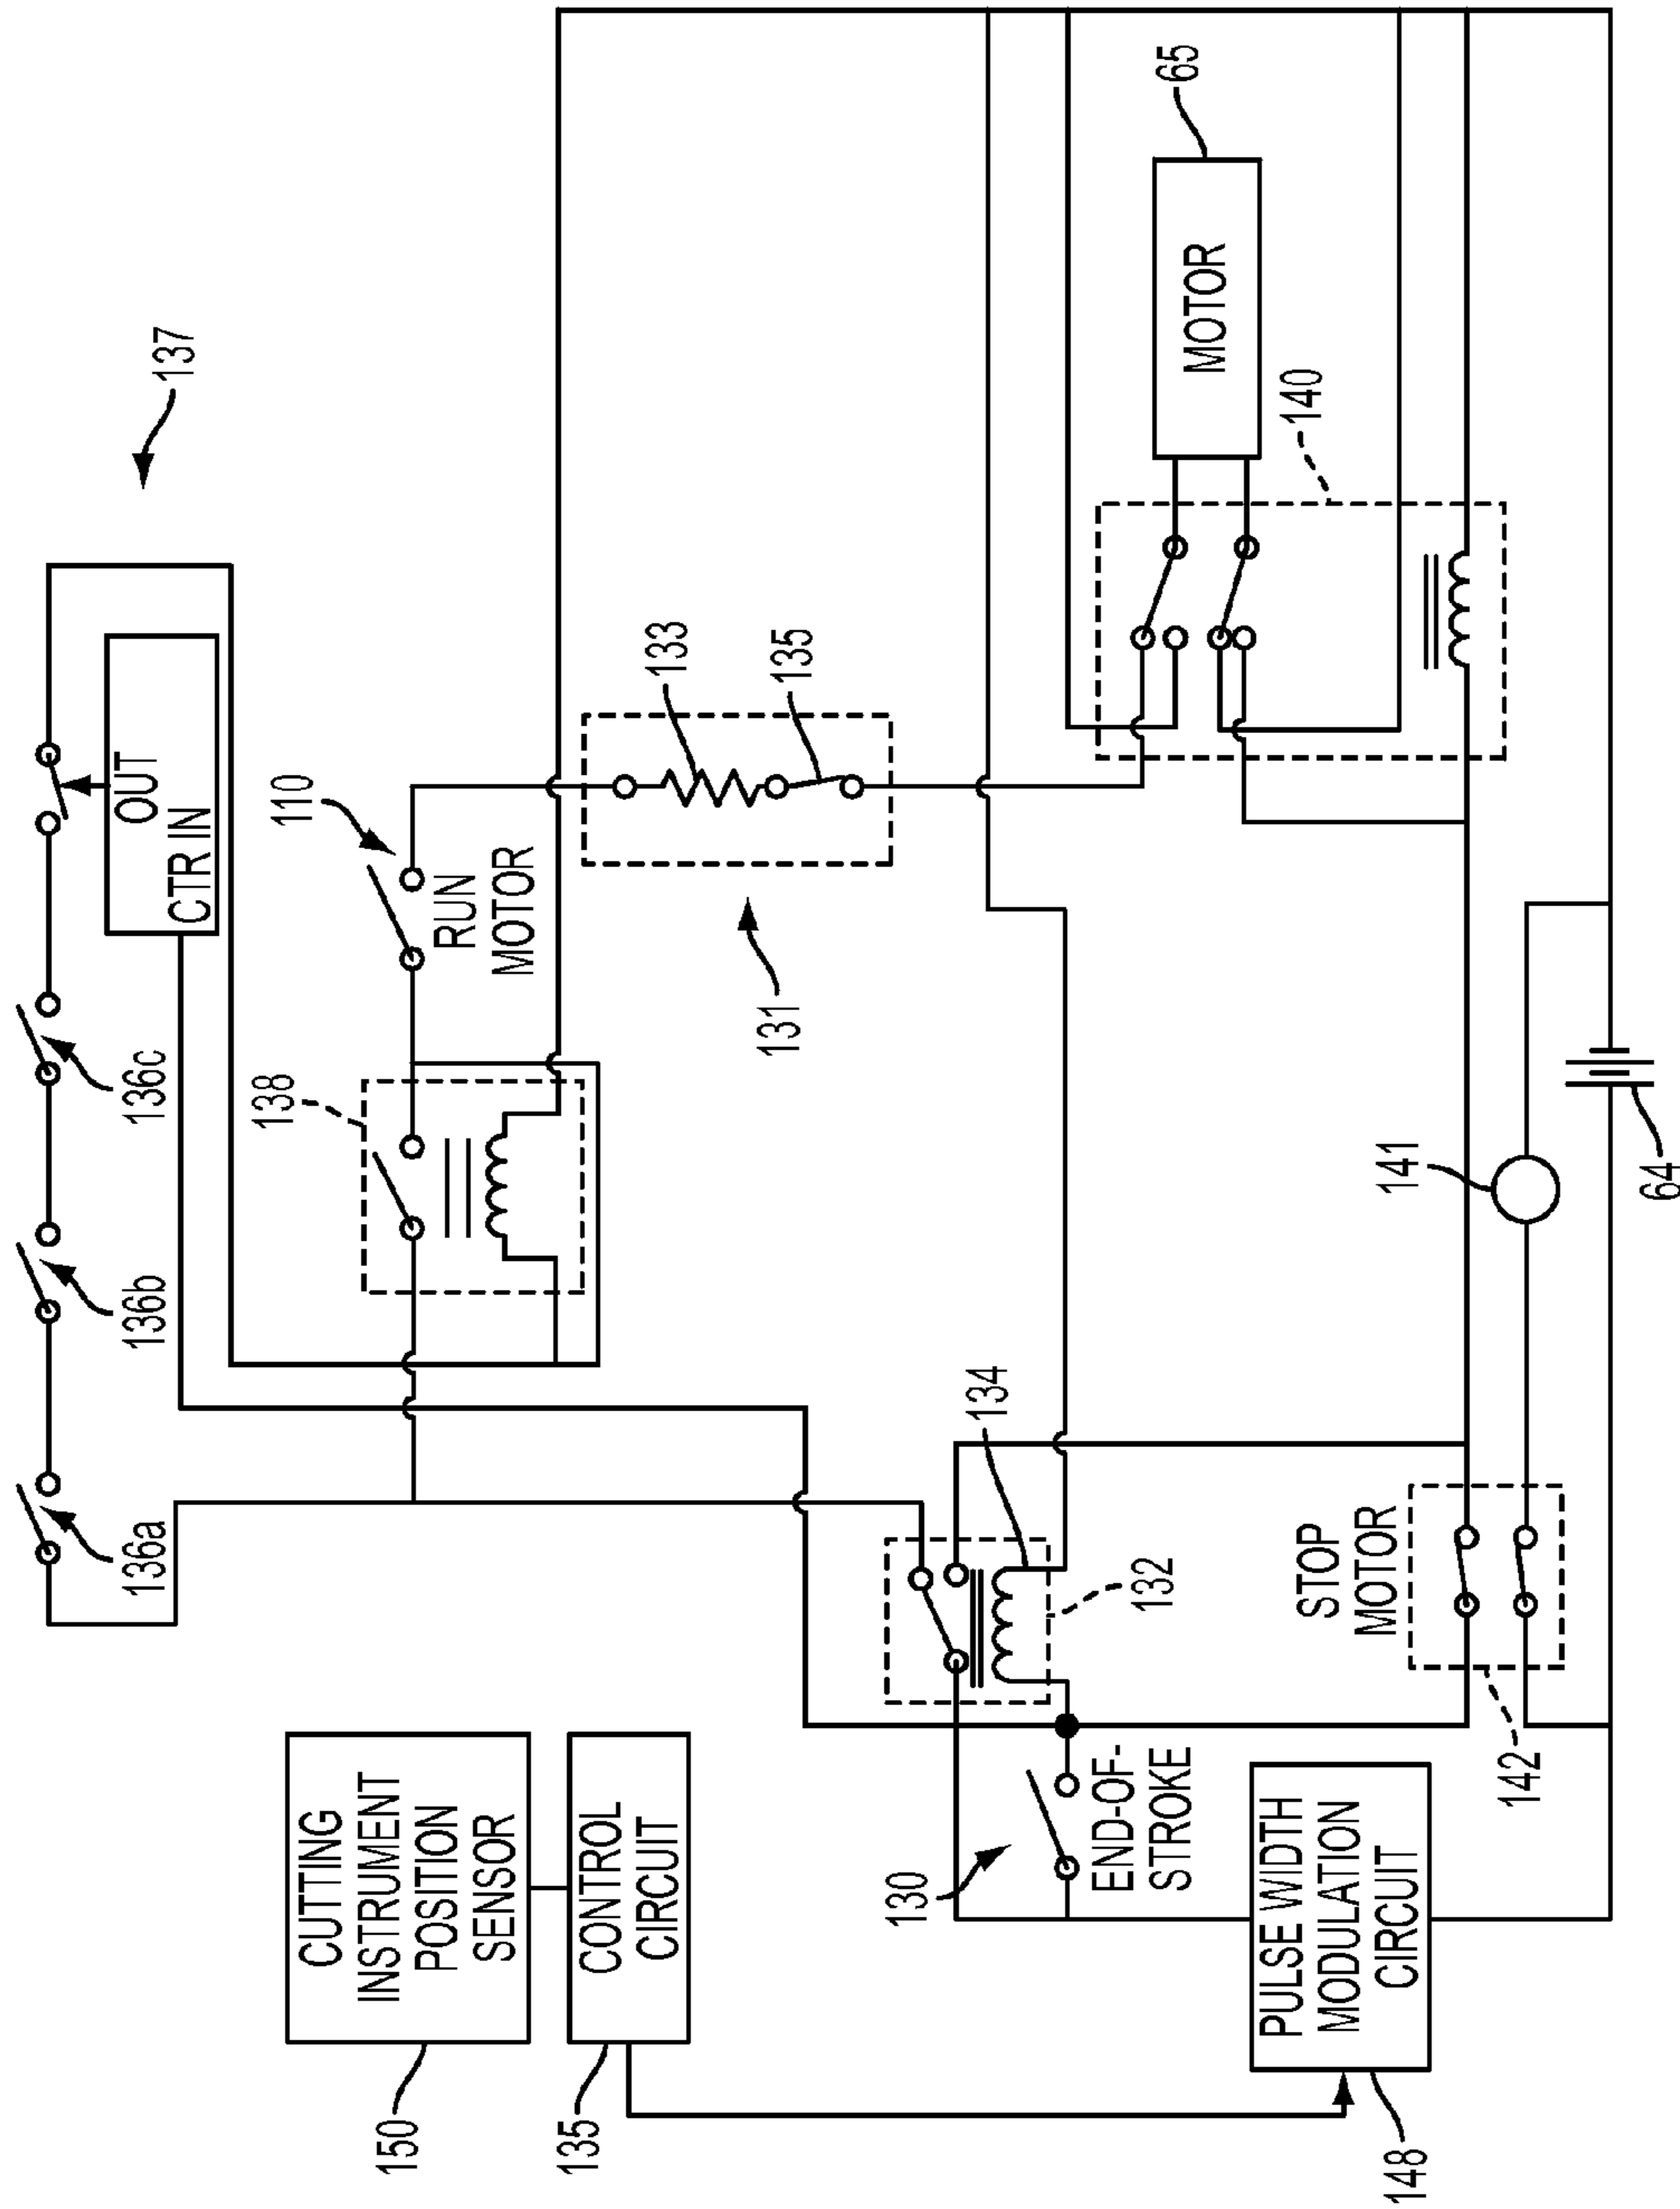 137
OUT
CTR IN
136a
136b
136c
138
110
RUN
MOTOR
133
135
131
65
MOTOR
140
141
64
134
132
STOP
MOTOR
142
130
END-OF-
STROKE
CUTTING
INSTRUMENT
POSITION
SENSOR
150
CONTROL
CIRCUIT
135
PULSE WIDTH
MODULATION
CIRCUIT
148